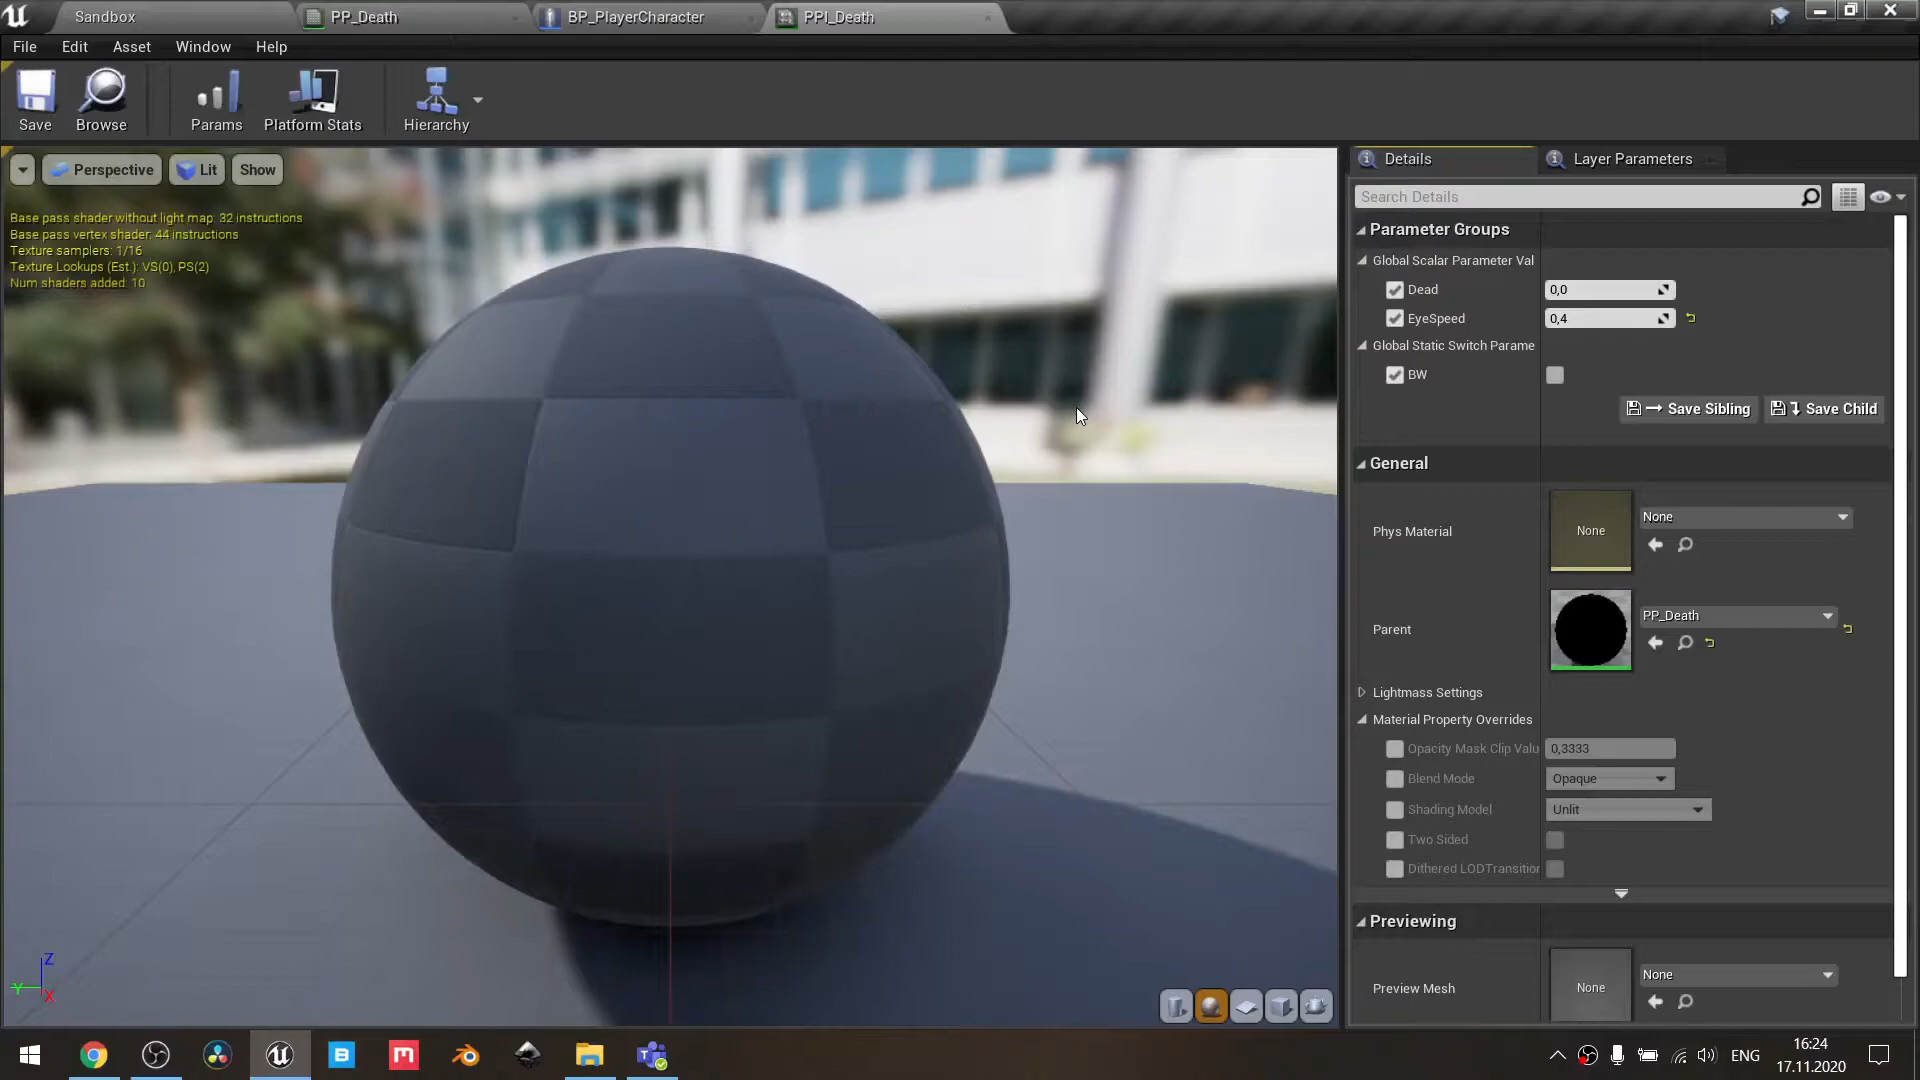 Sandbox
PP_Death
BP_PlayerCharacter
PPI_Death
File Edit Asset Window Help
Save
Browse
Params
Platform Stats
Hierarchy
Perspective
Lit
Show
Base pass shader without light map: 32 instructions
Base pass vertex shader: 44 instructions
Texture samplers: 1/16
Texture Lookups (Est.): VS(0), PS(2)
Num shaders added: 10
Details
Layer Parameters
Search Details
Parameter Groups
Global Scalar Parameter Val
Dead 0,0
EyeSpeed 0,4
Global Static Switch Parame
BW
Save Sibling
Save Child
General
Phys Material
None
None
Parent
PP_Death
Lightmass Settings
Material Property Overrides
Opacity Mask Clip Valu 0,3333
Blend Mode Opaque
Shading Model Unlit
Two Sided
Dithered LODTransition
Previewing
Preview Mesh
None
None
Z
Y
X
ENG
16:24
17.11.2020